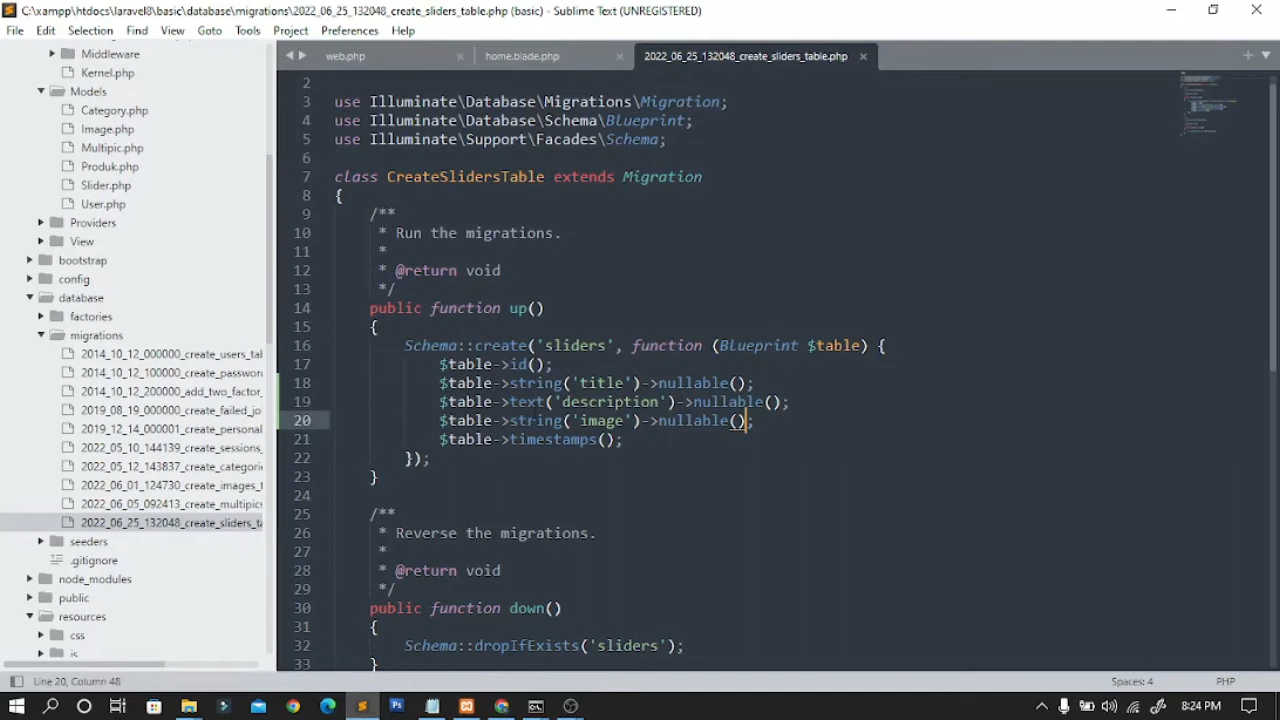 C:\xampp\htdocs\laravel8\basic\database\migrations\2022_06_25_132048_create_sliders_table.php (basic) - Sublime Text (UNREGISTERED)
File Edit Selection Find View Goto Tools Project Preferences Help
web.php home.blade.php 2022_06_25_132048_create_sliders_table.php
Middleware
Kernel.php
Models
Category.php
Image.php
Multipic.php
Produk.php
Slider.php
User.php
Providers
View
bootstrap
config
database
factories
migrations
2014_10_12_000000_create_users_tab
2014_10_12_100000_create_password
2014_10_12_200000_add_two_factor_
2019_08_19_000000_create_failed_jo
2019_12_14_000001_create_personal
2022_05_10_144139_create_sessions_
2022_05_12_143837_create_categorie
2022_06_01_124730_create_images_t
2022_06_05_092413_create_multipics
2022_06_25_132048_create_sliders_ta
seeders
.gitignore
node_modules
public
resources
css
js
2
3 use Illuminate\Database\Migrations\Migration;
4 use Illuminate\Database\Schema\Blueprint;
5 use Illuminate\Support\Facades\Schema;
6
7 class CreateSlidersTable extends Migration
8 {
9 /**
10 * Run the migrations.
11 *
12 * @return void
13 */
14 public function up()
15 {
16 Schema::create('sliders', function (Blueprint $table) {
17 $table->id();
18 $table->string('title')->nullable();
19 $table->text('description')->nullable();
20 $table->string('image')->nullable();
21 $table->timestamps();
22 });
23 }
24
25 /**
26 * Reverse the migrations.
27 *
28 * @return void
29 */
30 public function down()
31 {
32 Schema::dropIfExists('sliders');
33 }
Line 20, Column 48 Spaces: 4 PHP
8:24 PM